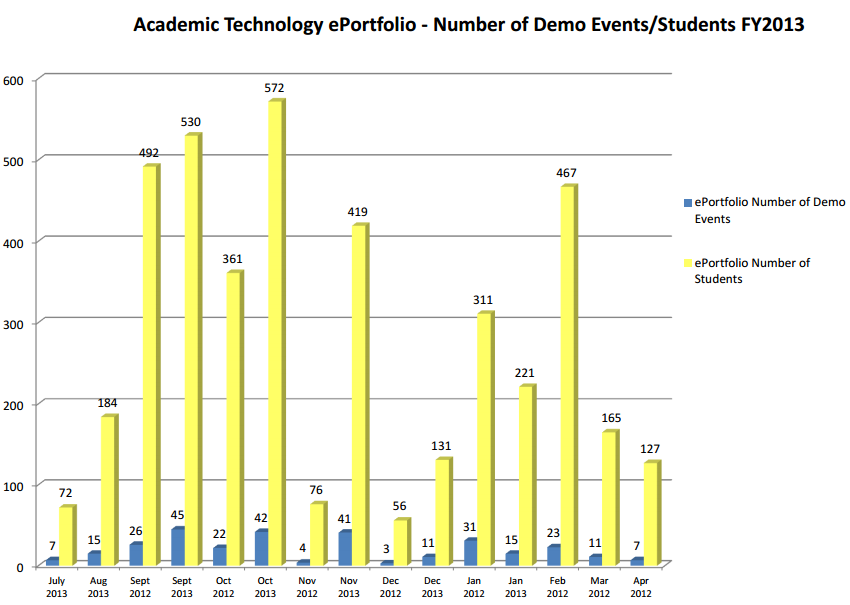 Academic Technology ePortfolio - Number of Demo Events/Students FY2013
600
500
400
300
200
100
0
72
184
492
530
361
572
76
419
56
131
311
221
467
165
127
7
15
26
45
22
42
4
41
3
11
31
15
23
11
7
July
2013
Aug
2013
Sept
2012
Sept
2013
Oct
2012
Oct
2013
Nov
2012
Nov
2013
Dec
2012
Dec
2013
Jan
2012
Jan
2013
Feb
2012
Mar
2012
Apr
2012
ePortfolio Number of Demo
Events
ePortfolio Number of
Students